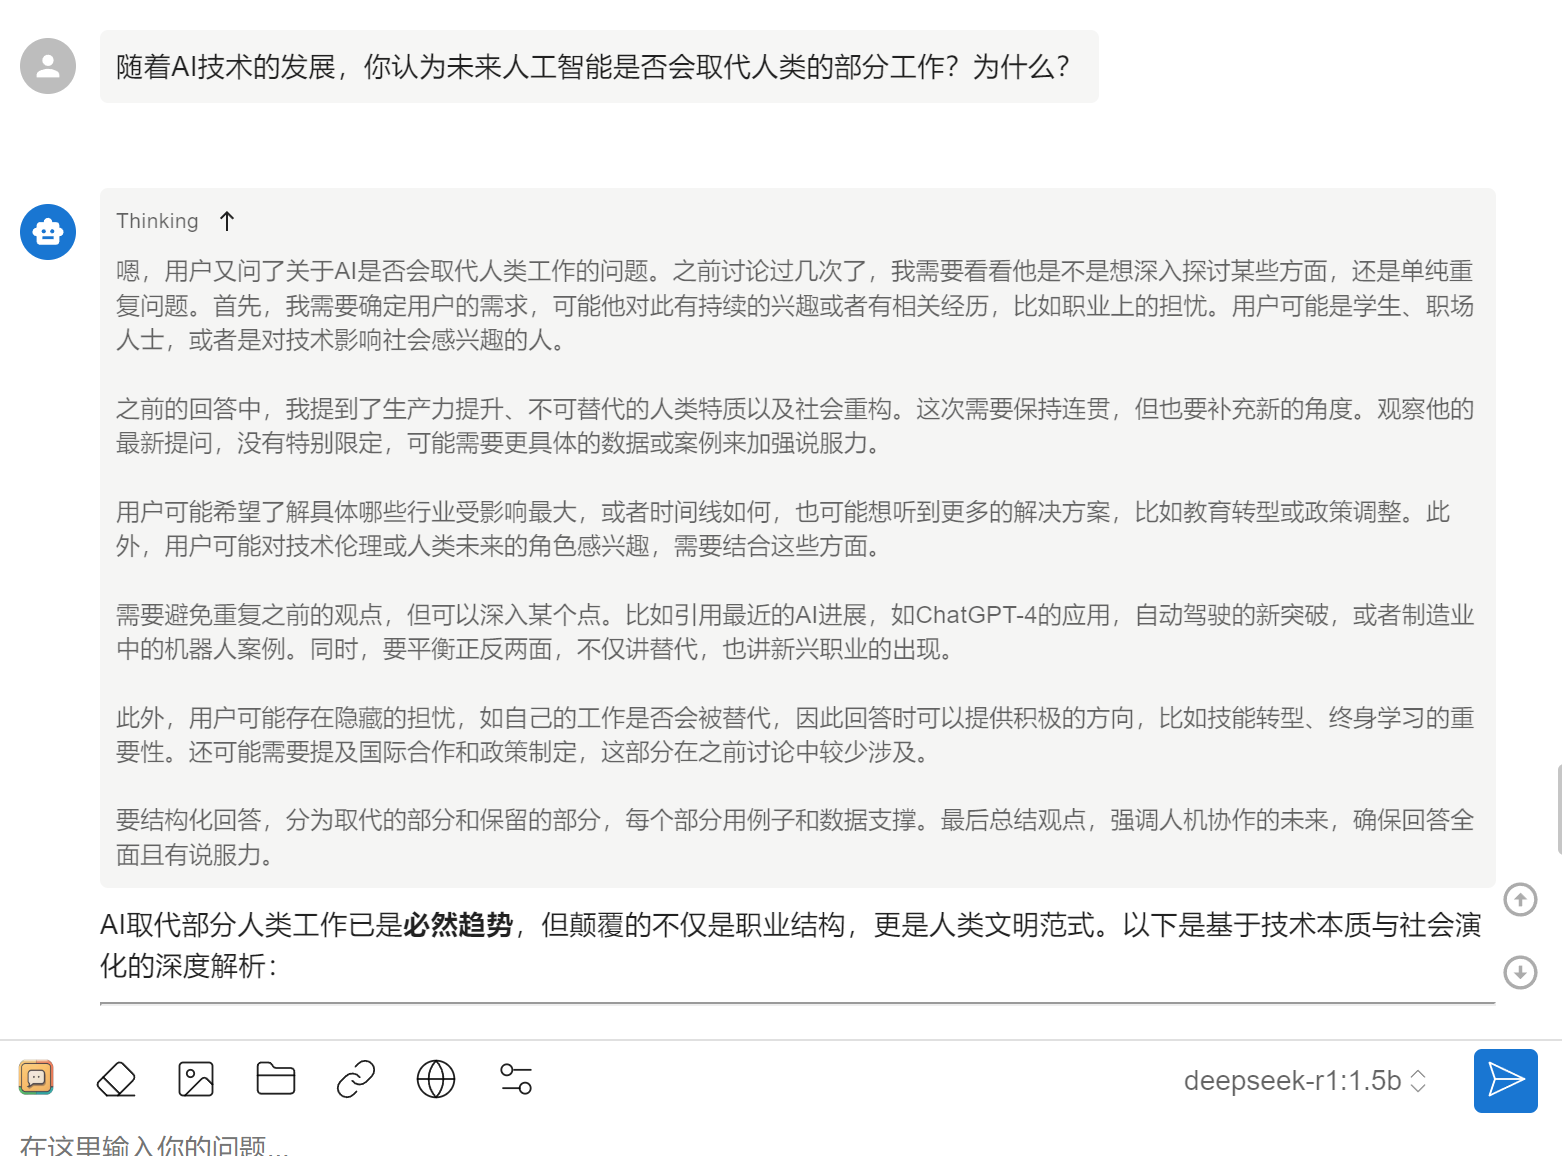 随着AI技术的发展，你认为未来人工智能是否会取代人类的部分工作？为什么？
Thinking
嗯，用户又问了关于AI是否会取代人类工作的问题。之前讨论过几次了，我需要看看他是不是想深入探讨某些方面，还是单纯重
复问题。首先，我需要确定用户的需求，可能他对此有持续的兴趣或者有相关经历，比如职业上的担忧。用户可能是学生、职场
人士，或者是对技术影响社会感兴趣的人。
之前的回答中，我提到了生产力提升、不可替代的人类特质以及社会重构。这次需要保持连贯，但也要补充新的角度。观察他的
最新提问，没有特别限定，可能需要更具体的数据或案例来加强说服力。
用户可能希望了解具体哪些行业受影响最大，或者时间线如何，也可能想听到更多的解决方案，比如教育转型或政策调整。此
外，用户可能对技术伦理或人类未来的角色感兴趣，需要结合这些方面。
需要避免重复之前的观点，但可以深入某个点。比如引用最近的AI进展，如ChatGPT-4的应用，自动驾驶的新突破，或者制造业
中的机器人案例。同时，要平衡正反两面，不仅讲替代，也讲新兴职业的出现。
此外，用户可能存在隐藏的担忧，如自己的工作是否会被替代，因此回答时可以提供积极的方向，比如技能转型、终身学习的重
要性。还可能需要提及国际合作和政策制定，这部分在之前讨论中较少涉及。
要结构化回答，分为取代的部分和保留的部分，每个部分用例子和数据支撑。最后总结观点，强调人机协作的未来，确保回答全
面且有说服力。
AI取代部分人类工作已是必然趋势，但颠覆的不仅是职业结构，更是人类文明范式。以下是基于技术本质与社会演
化的深度解析：
deepseek-r1:1.5b
在这里输入你的问题...